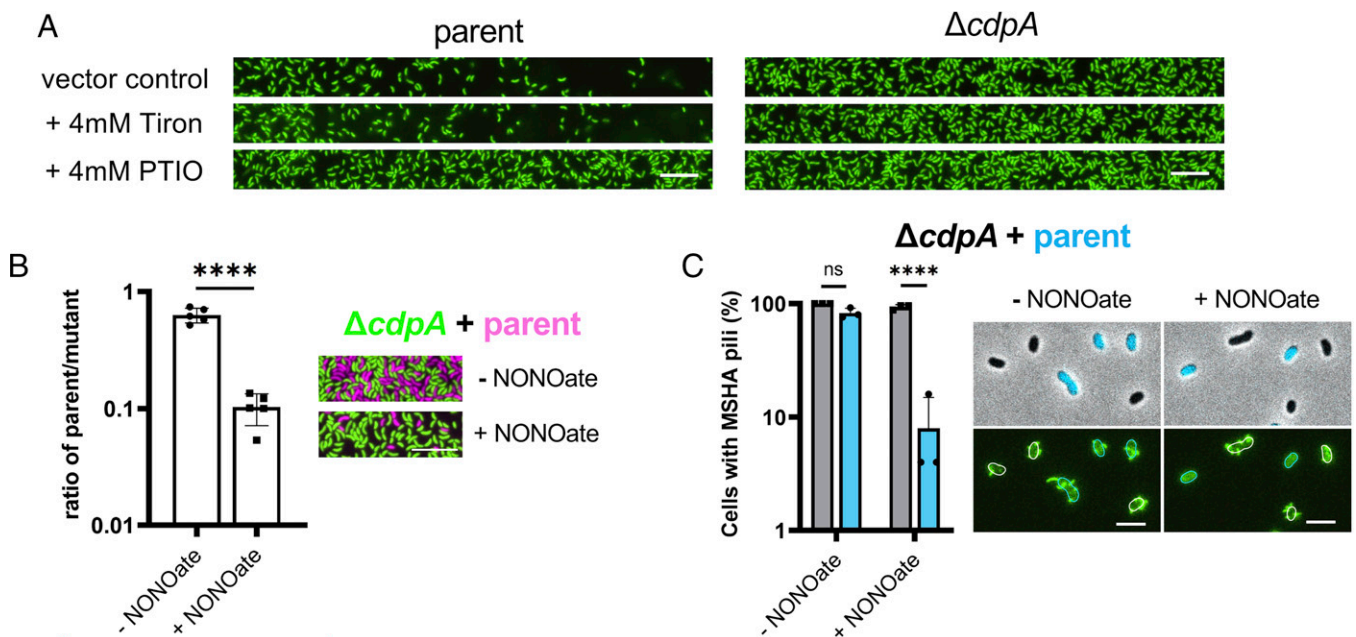 A
parent
ΔcdpA
vector control
+ 4mM Tiron
+ 4mM PTIO
B
****
1
0.1
0.01
ratio of parent/mutant
- NONOate
+ NONOate
ΔcdpA + parent
- NONOate
+ NONOate
C
ΔcdpA + parent
ns
****
100
10
1
Cells with MSHA pili (%)
- NONOate
+ NONOate
- NONOate
+ NONOate